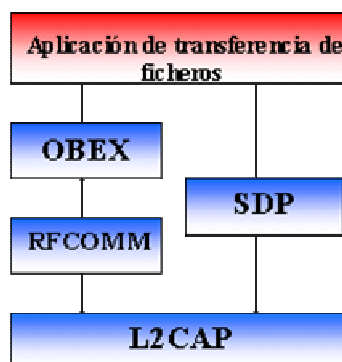 Aplicación de transferencia de
ficheros
OBEX
SDP
RFCOMM
L2CAP